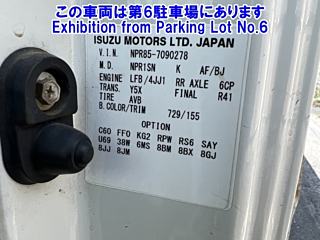 この車両は第6駐車場にあります
Exhibition from Parking Lot No.6
ISUZU MOTORS LTD. JAPAN
V.I.N. NPR85-7090278
M.D. NPR1SN K AF/BJ
ENGINE LFB/4JJ1 RR AXLE 6CP
TRANS. Y5X FINAL R41
TIRE AVB
B.COLOR/TRIM 729/155
OPTION
C60 FF0 KG2 RPW RS6 SAY
U69 38W 6MS 8BM 8BX 8GJ
8JJ 8JM